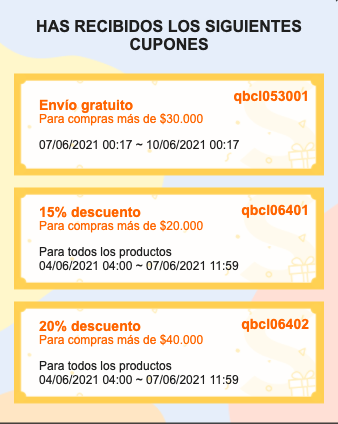 HAS RECIBIDOS LOS SIGUIENTES
CUPONES
qbcl053001
Envío gratuito
Para compras más de $30.000
07/06/2021 00:17 ~ 10/06/2021 00:17
qbcl06401
15% descuento
Para compras más de $20.000
Para todos los productos
04/06/2021 04:00 ~ 07/06/2021 11:59
qbcl06402
20% descuento
Para compras más de $40.000
Para todos los productos
04/06/2021 04:00 ~ 07/06/2021 11:59